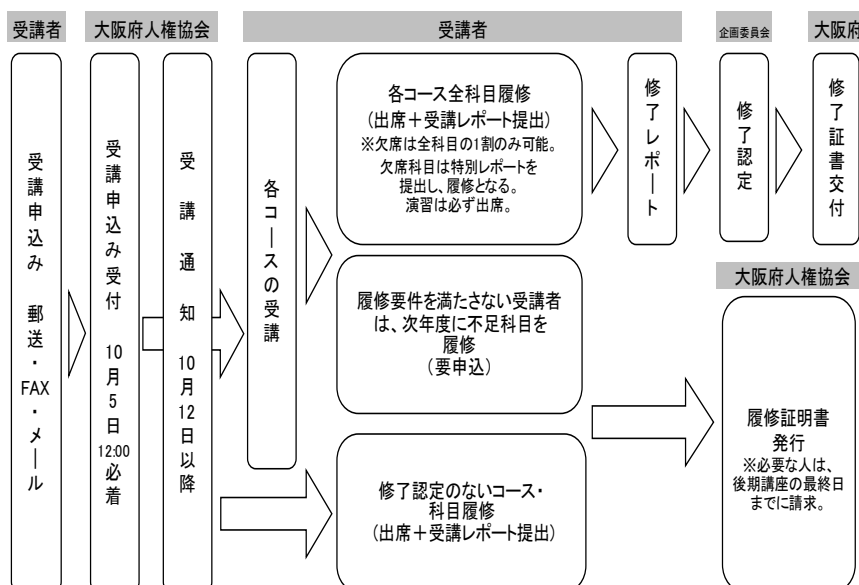 受講者
大阪府人権協会
受講者
企画委員会
大阪府
受講申込み 郵送・FAX・メール
受講申込み受付 10月5日12:00必着
受講通知 10月12日以降
各コースの受講
各コース全科目履修
(出席+受講レポート提出)
※欠席は全科目の1割のみ可能。
欠席科目は特別レポートを
提出し、履修となる。
演習は必ず出席。
修了レポート
修了認定
修了証書交付
履修要件を満たさない受講者
は、次年度に不足科目を
履修
(要申込)
修了認定のないコース・
科目履修
(出席+受講レポート提出)
大阪府人権協会
履修証明書
発行
※必要な人は、
後期講座の最終日
までに請求。